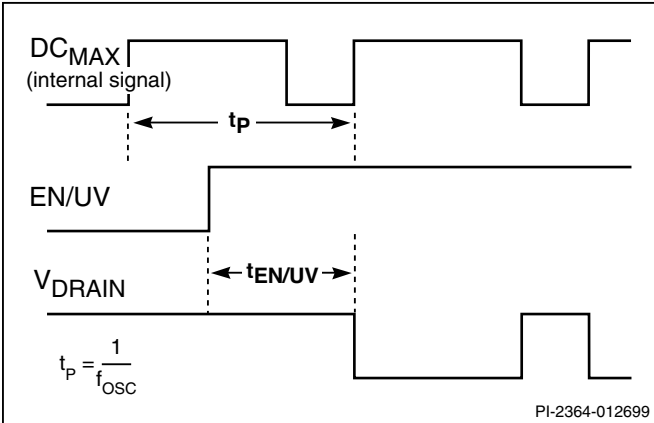 DCMAX
(internal signal)
tP
EN/UV
tEN/UV
VDRAIN
tP = 1/fOSC
PI-2364-012699